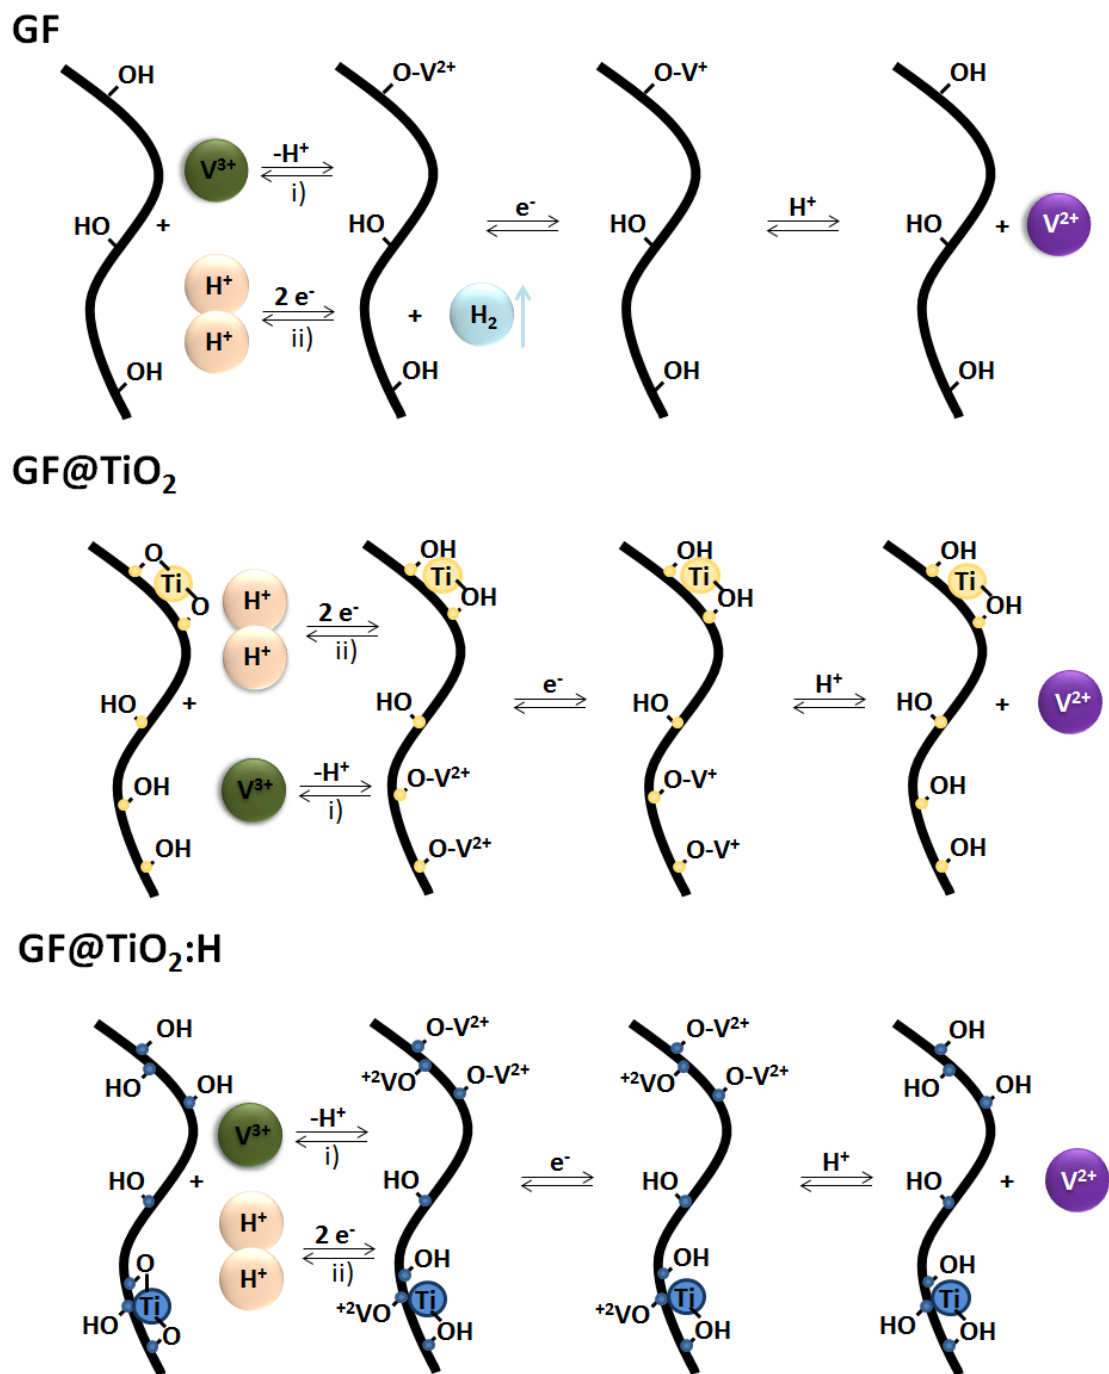 GF
OH O-V²⁺ O-V⁺ OH
V³⁺ -H⁺
i)
HO + HO e⁻ HO H⁺ HO + V²⁺
H⁺ 2 e⁻ + H₂
H⁺ ii)
OH OH OH OH
GF@TiO₂
O OH OH OH
Ti Ti Ti Ti
O OH OH OH
H⁺ 2 e⁻
H⁺ ii)
HO + HO e⁻ HO H⁺ HO + V²⁺
OH V³⁺ -H⁺ O-V²⁺ O-V⁺ OH
i)
OH O-V²⁺ O-V⁺ OH
GF@TiO₂:H
OH O-V²⁺ O-V²⁺ OH
HO OH ⁺²VO O-V²⁺ ⁺²VO O-V²⁺ HO OH
V³⁺ -H⁺
i)
HO + HO e⁻ HO H⁺ HO + V²⁺
H⁺ 2 e⁻
H⁺ ii)
O OH OH OH
HO Ti ⁺²VO Ti ⁺²VO Ti HO Ti
O OH OH OH